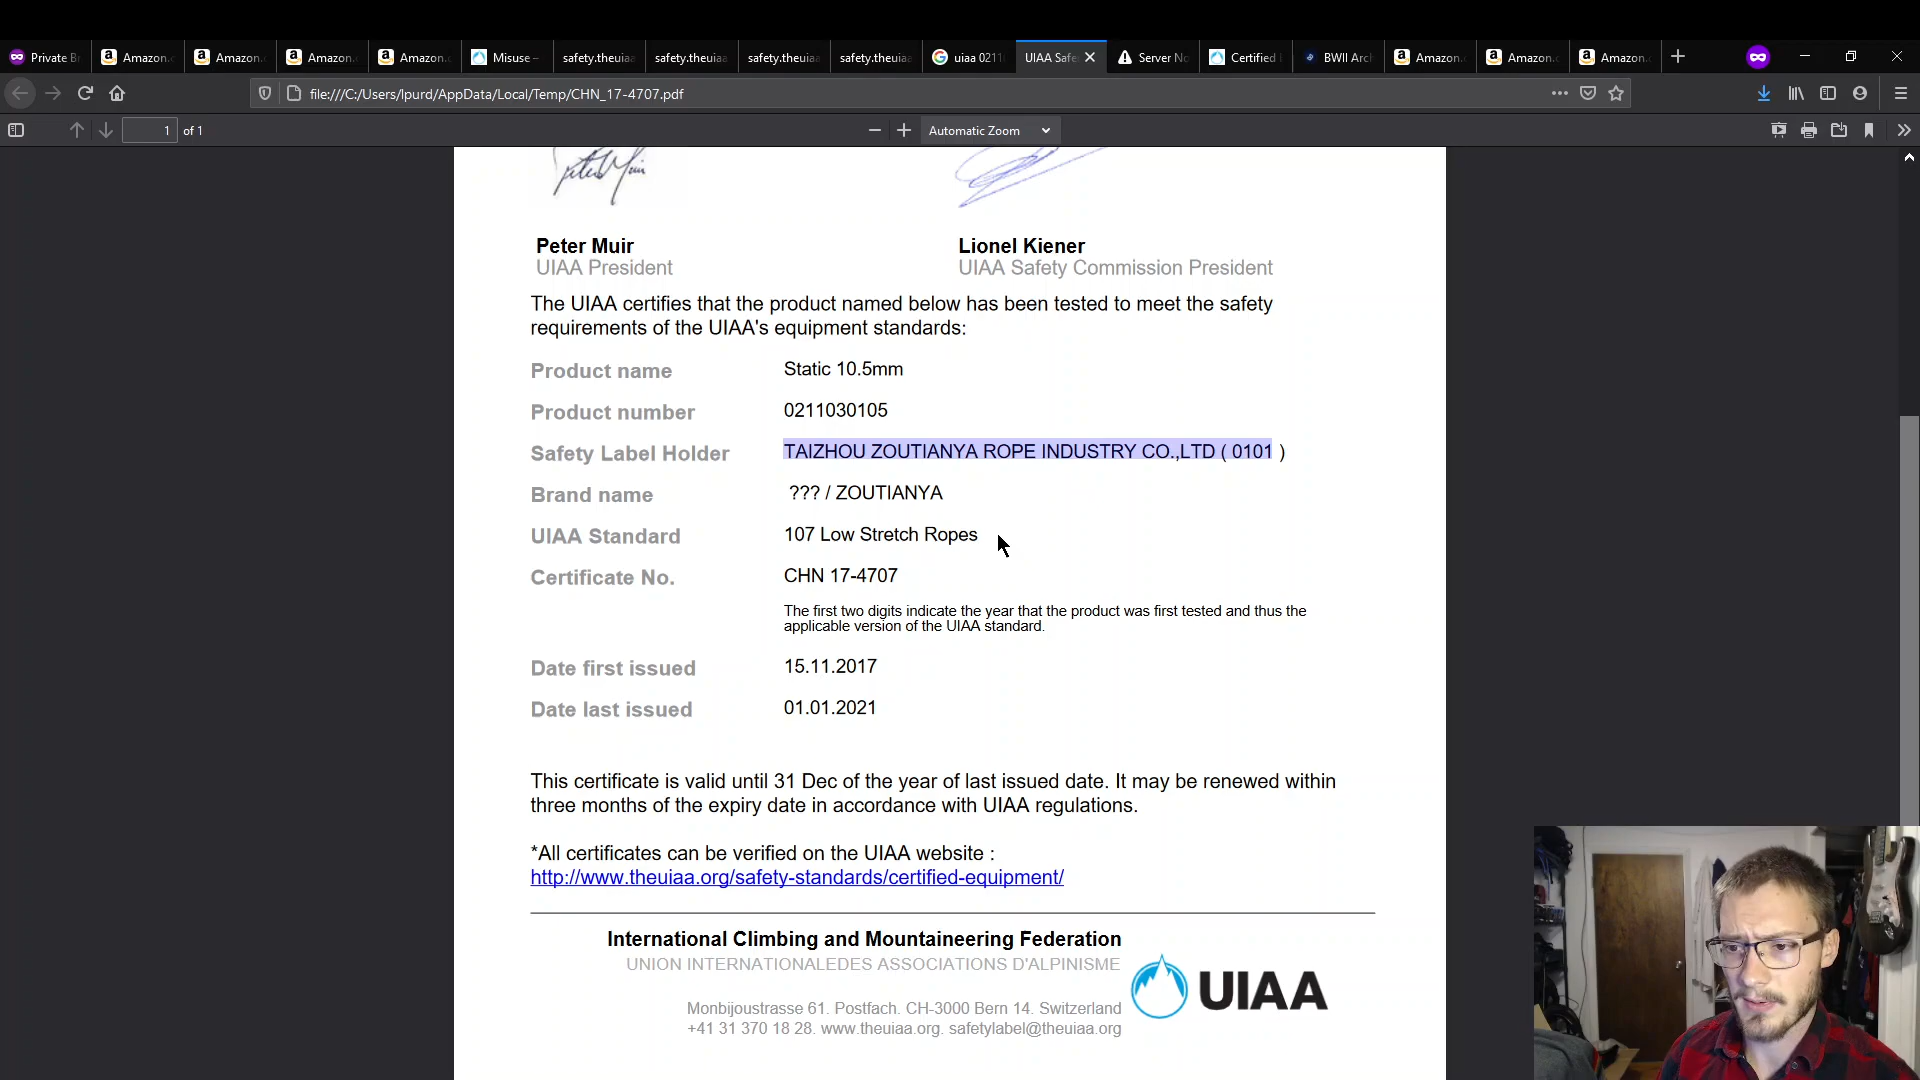 Private B
Amazon.c
Amazon.
Amazon.
Amazon.c
Misuse –
safety.theuiaa
safety.theuiaa
safety.theuiaa
safety.theuiaa
uiaa 0211
UIAA Safe
Server No
Certified
BWII Arc
Amazon.
Amazon.
Amazon.
file:///C:/Users/lpurd/AppData/Local/Temp/CHN_17-4707.pdf
1 of 1
Automatic Zoom
Peter Muir
UIAA President
Lionel Kiener
UIAA Safety Commission President
The UIAA certifies that the product named below has been tested to meet the safety
requirements of the UIAA's equipment standards:
Product name Static 10.5mm
Product number 0211030105
Safety Label Holder TAIZHOU ZOUTIANYA ROPE INDUSTRY CO.,LTD ( 0101 )
Brand name ??? / ZOUTIANYA
UIAA Standard 107 Low Stretch Ropes
Certificate No. CHN 17-4707
The first two digits indicate the year that the product was first tested and thus the
applicable version of the UIAA standard.
Date first issued 15.11.2017
Date last issued 01.01.2021
This certificate is valid until 31 Dec of the year of last issued date. It may be renewed within
three months of the expiry date in accordance with UIAA regulations.
*All certificates can be verified on the UIAA website :
http://www.theuiaa.org/safety-standards/certified-equipment/
International Climbing and Mountaineering Federation
UNION INTERNATIONALEDES ASSOCIATIONS D'ALPINISME
Monbijoustrasse 61. Postfach. CH-3000 Bern 14. Switzerland
+41 31 370 18 28. www.theuiaa.org. safetylabel@theuiaa.org
UIAA